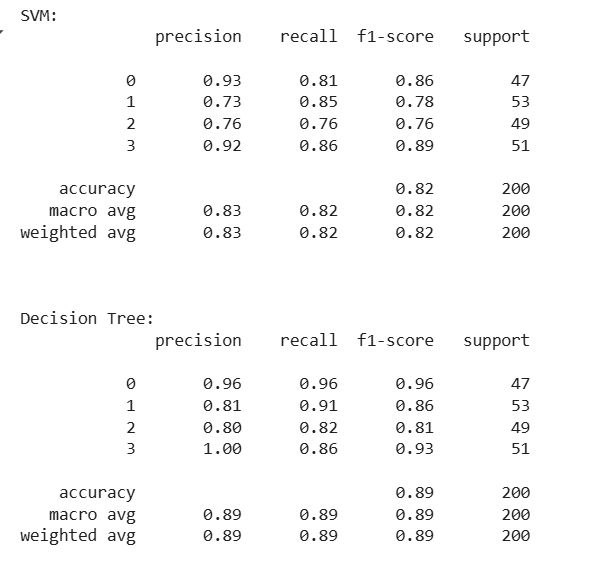 SVM:
precision recall f1-score support
0 0.93 0.81 0.86 47
1 0.73 0.85 0.78 53
2 0.76 0.76 0.76 49
3 0.92 0.86 0.89 51
accuracy 0.82 200
macro avg 0.83 0.82 0.82 200
weighted avg 0.83 0.82 0.82 200
Decision Tree:
precision recall f1-score support
0 0.96 0.96 0.96 47
1 0.81 0.91 0.86 53
2 0.80 0.82 0.81 49
3 1.00 0.86 0.93 51
accuracy 0.89 200
macro avg 0.89 0.89 0.89 200
weighted avg 0.89 0.89 0.89 200